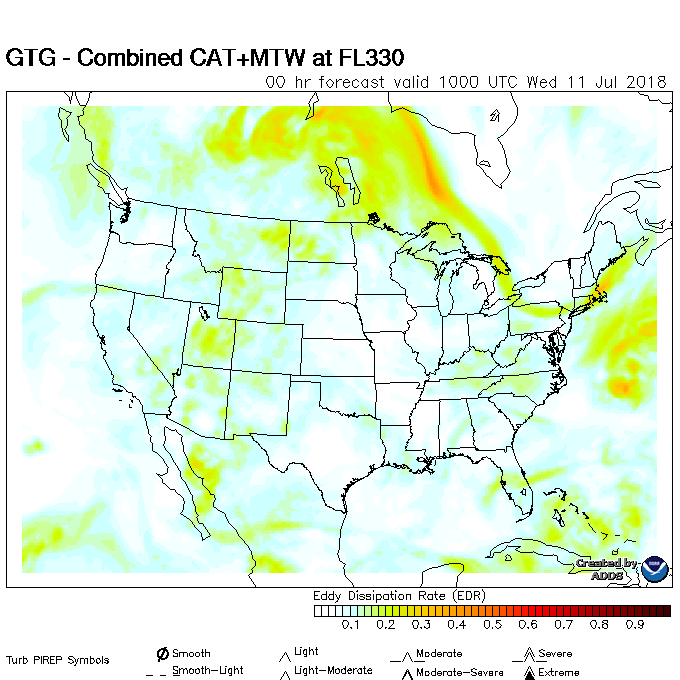 GTG - Combined CAT+MTW at FL330
00 hr forecast valid 1000 UTC Wed 11 Jul 2018
Created by
ADDS
Eddy Dissipation Rate (EDR)
0.1 0.2 0.3 0.4 0.5 0.6 0.7 0.8 0.9
Turb PIREP Symbols
Smooth Light Moderate Severe
Smooth-Light Light-Moderate Moderate-Severe Extreme